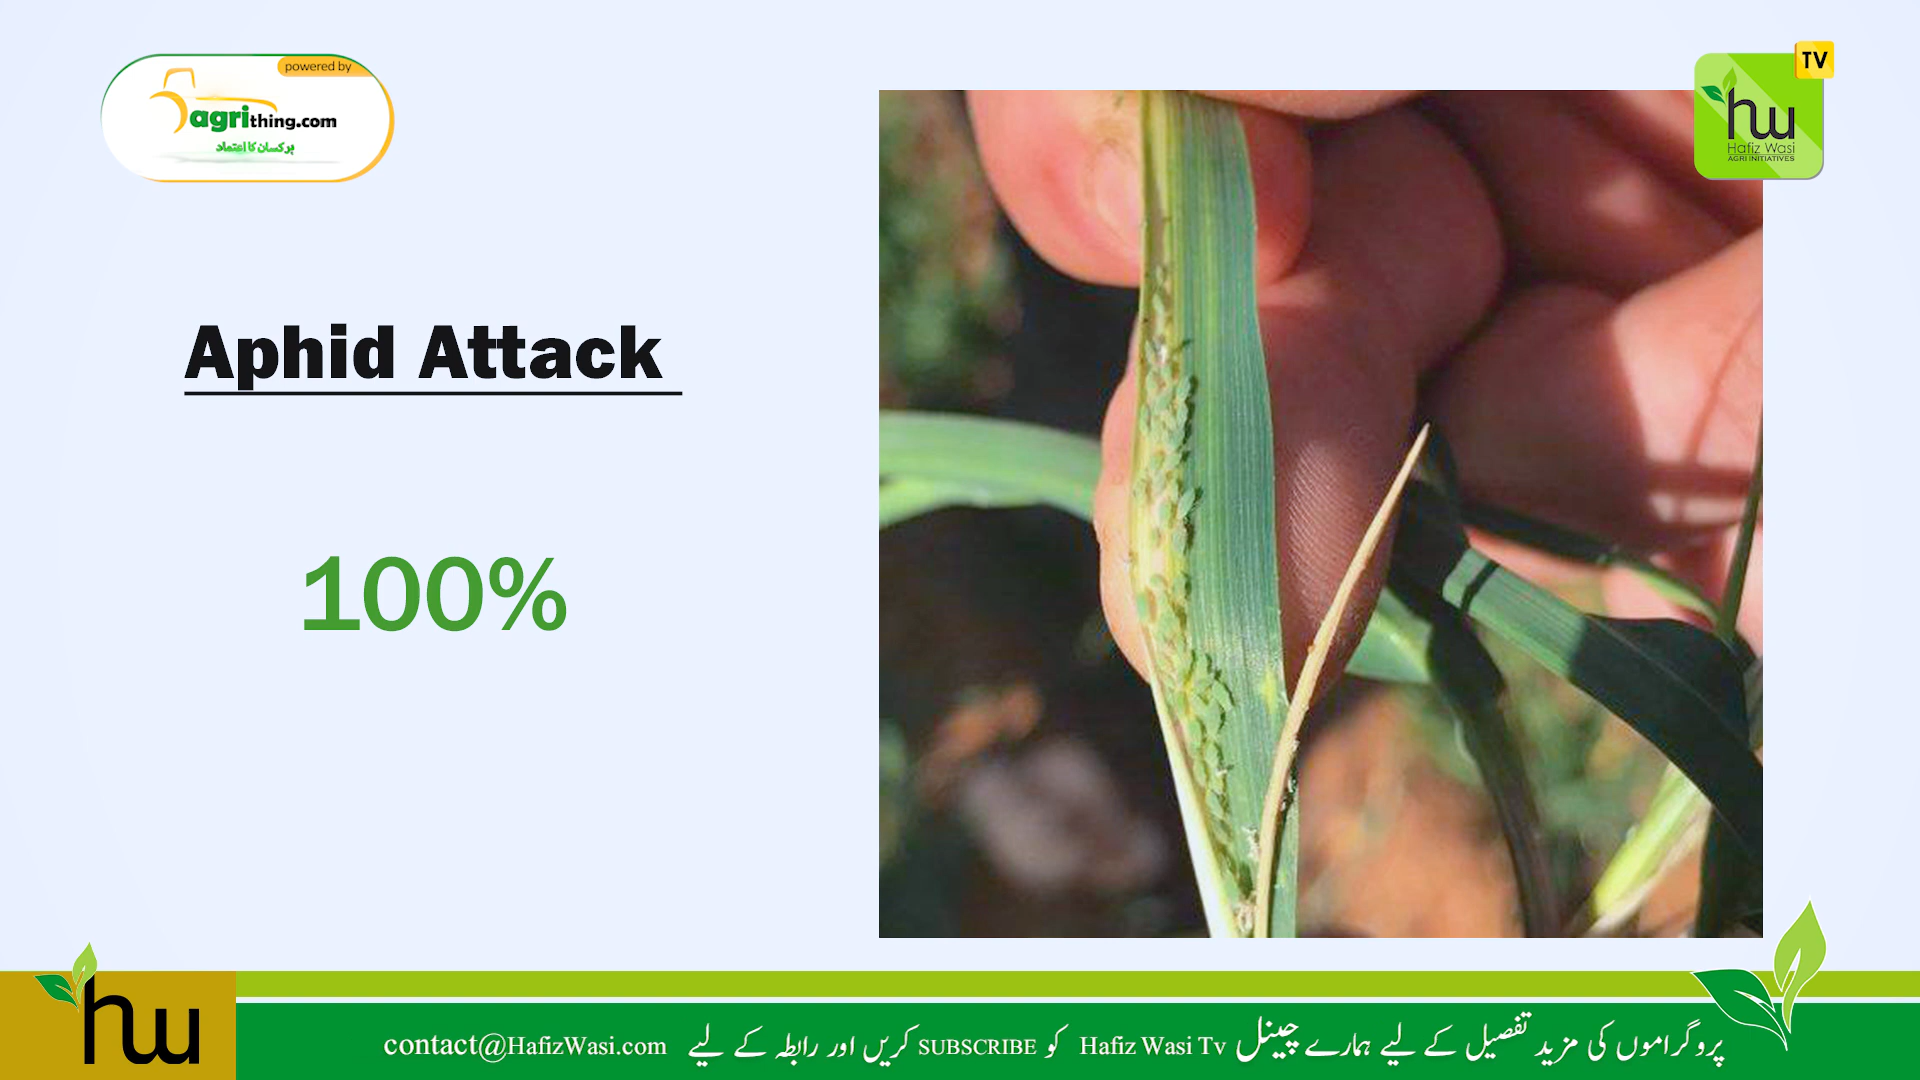 powered by
agrithing.com
ہر کسان کا اعتماد
TV
hw
Hafiz Wasi
AGRI INITIATIVES
Aphid Attack
100%
hw
پروگراموں کی مزید تفصیل کے لیے ہمارے چینل Hafiz Wasi Tv کو SUBSCRIBE کریں اور رابطہ کے لیے contact@HafizWasi.com